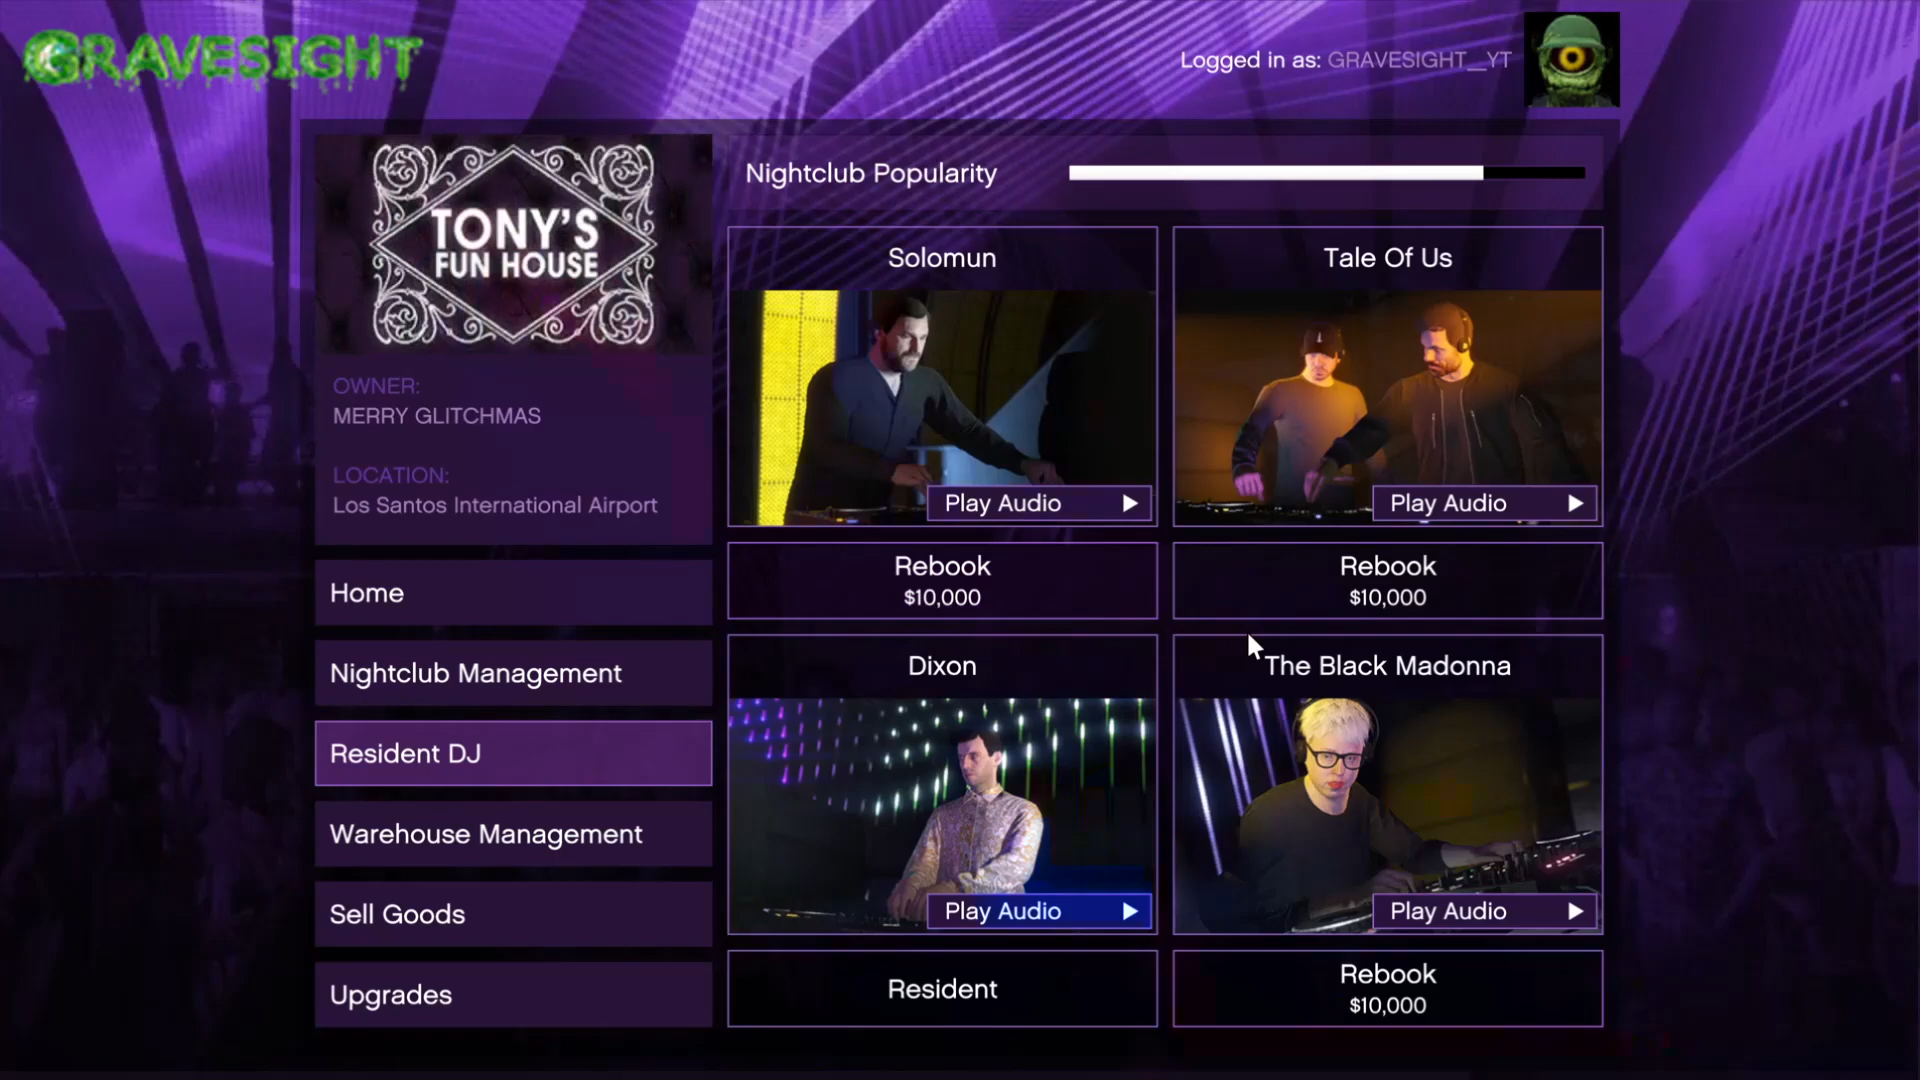 GRAVESIGHT
Logged in as: GRAVESIGHT__YT
TONY'S
FUN HOUSE
OWNER:
MERRY GLITCHMAS
LOCATION:
Los Santos International Airport
Home
Nightclub Management
Resident DJ
Warehouse Management
Sell Goods
Upgrades
Nightclub Popularity
Solomun
Play Audio
Rebook
$10,000
Tale Of Us
Play Audio
Rebook
$10,000
Dixon
Play Audio
Resident
The Black Madonna
Play Audio
Rebook
$10,000